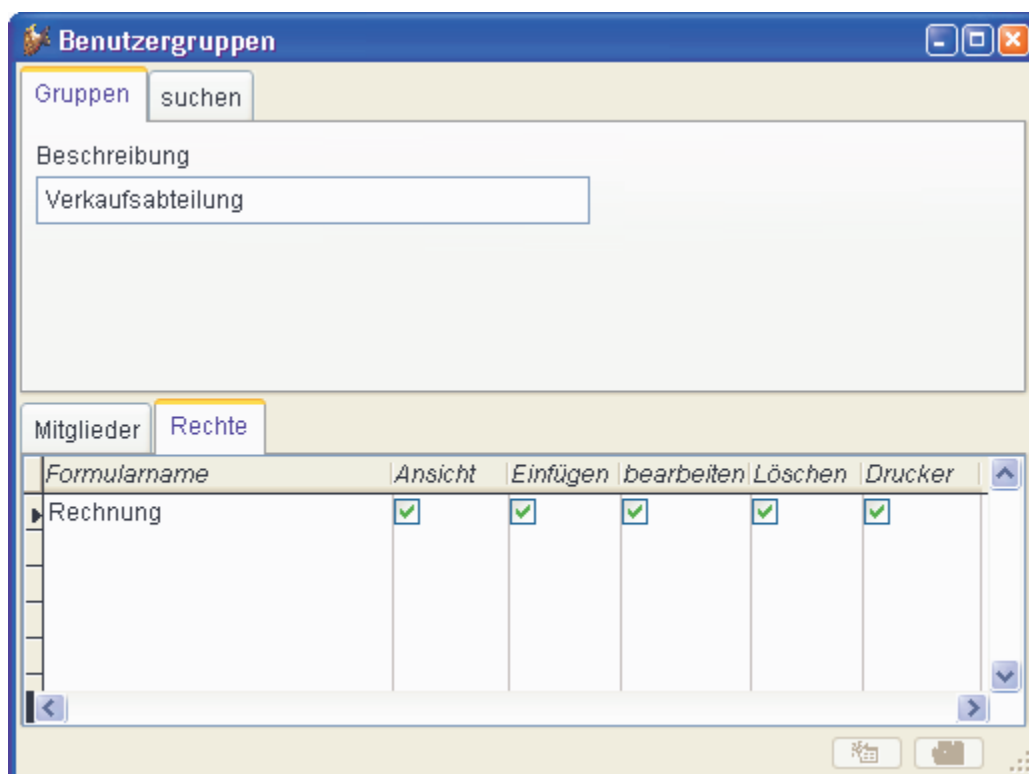 Benutzergruppen
Gruppen suchen
Beschreibung
Verkaufsabteilung
Mitglieder Rechte
Formularname Ansicht Einfügen bearbeiten Löschen Drucker
Rechnung